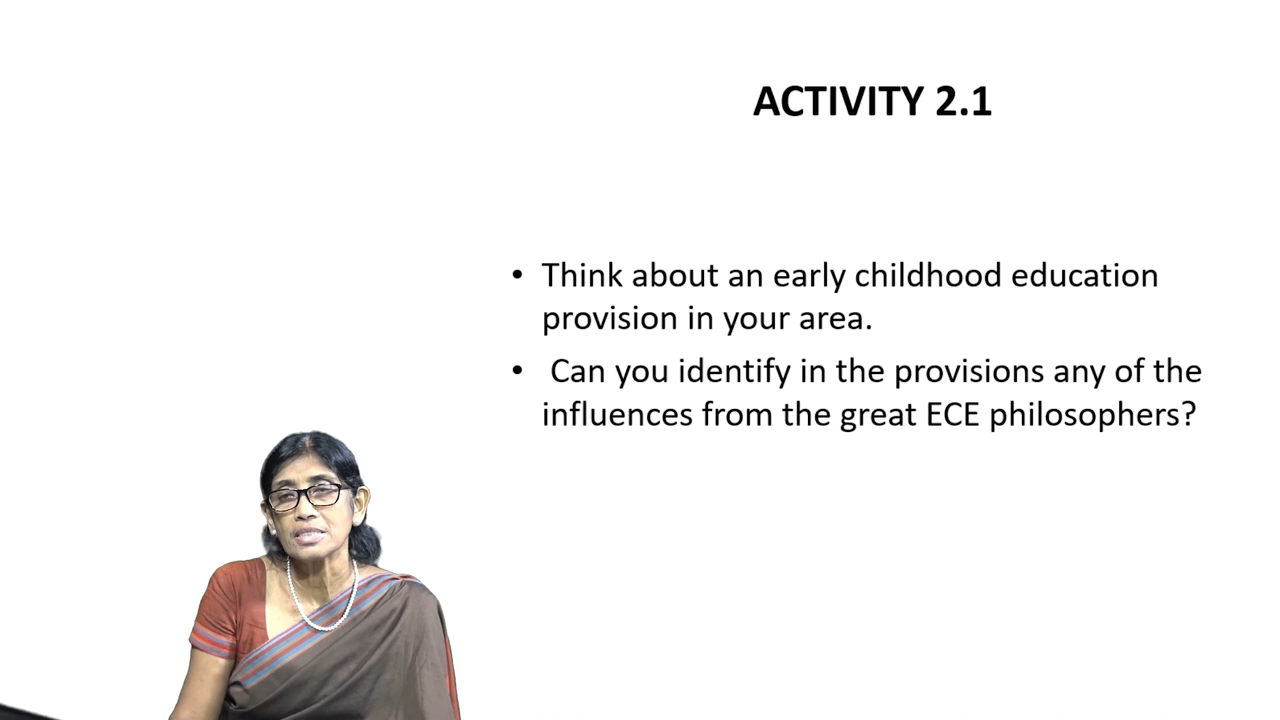 ACTIVITY 2.1
• Think about an early childhood education
provision in your area.
• Can you identify in the provisions any of the
influences from the great ECE philosophers?